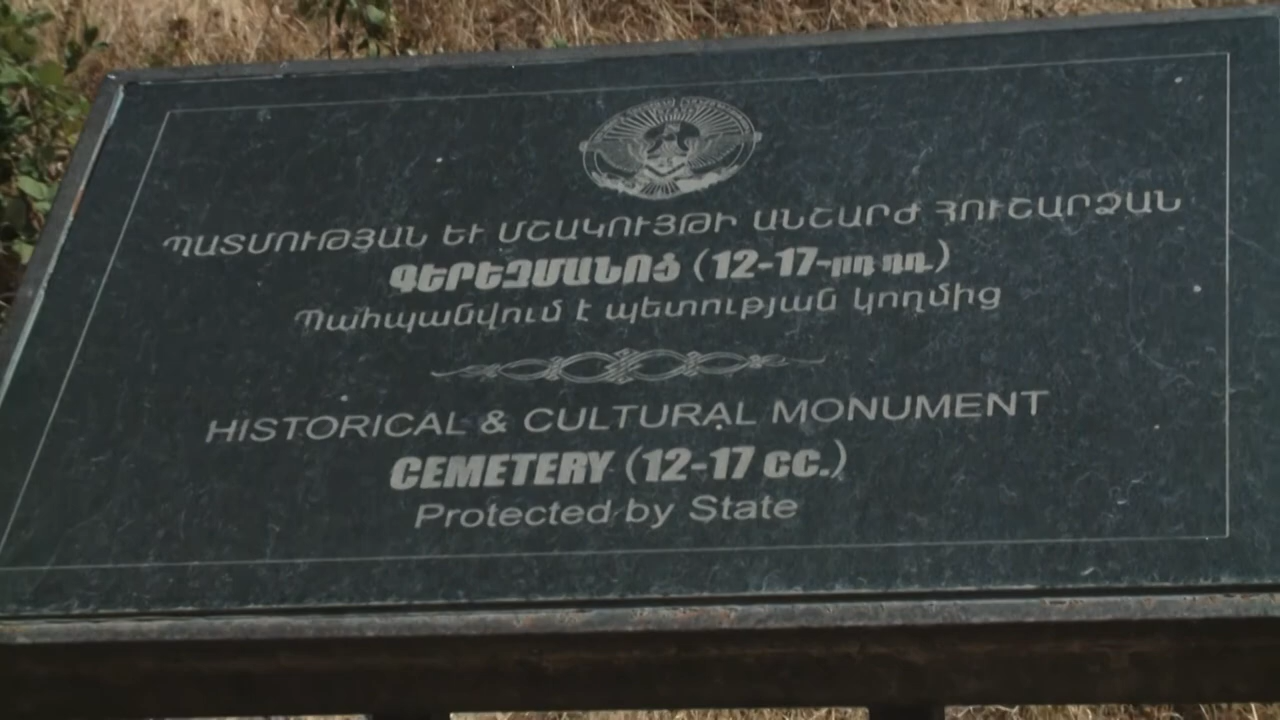 ՊԱՏՄՈՒԹՅԱՆ ԵՒ ՄՇԱԿՈՒՅԹԻ ԱՆՇԱՐԺ ՀՈՒՇԱՐՁԱՆ
ԳԵՐԵԶՄԱՆՈՑ (12-17-րդ դդ.)
Պահպանվում է պետության կողմից
HISTORICAL & CULTURAL MONUMENT
CEMETERY (12-17 CC.)
Protected by State